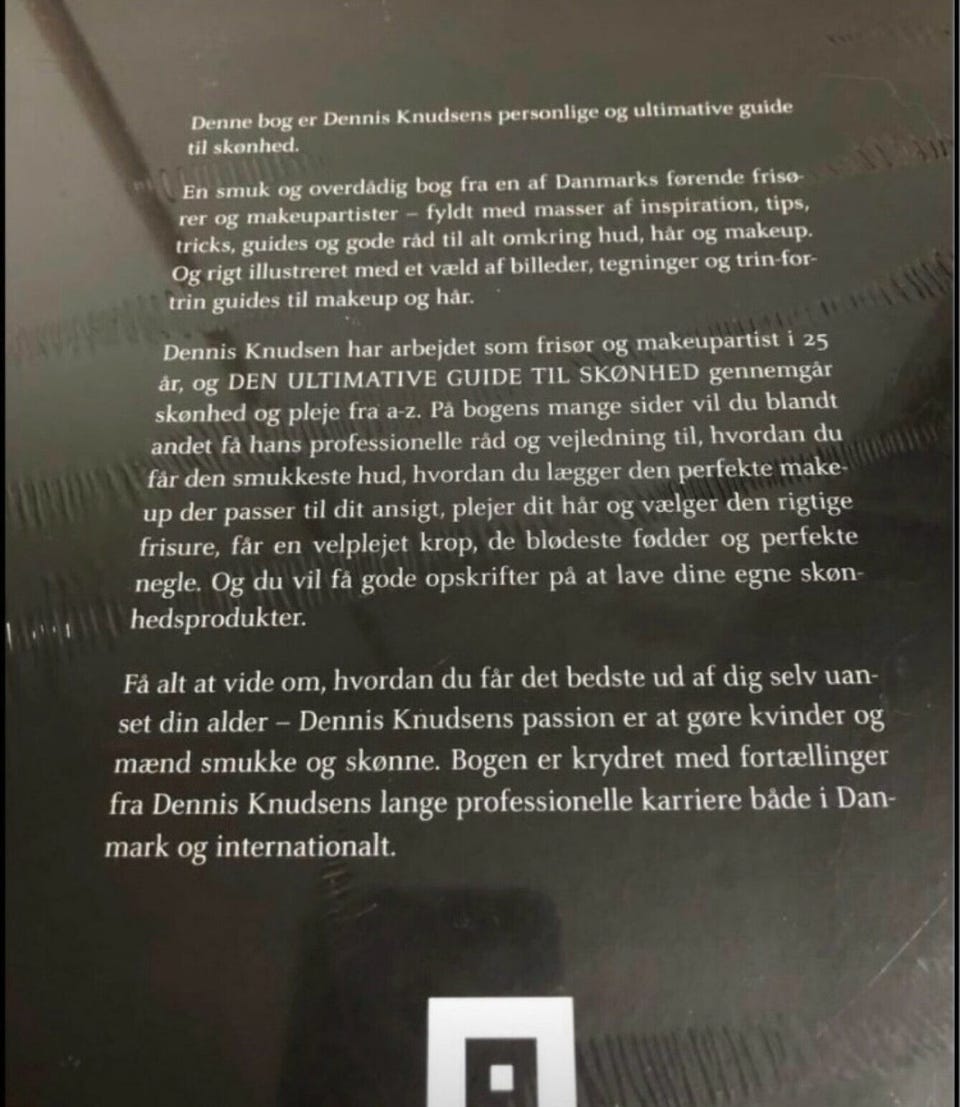 Denne bog er Dennis Knudsens personlige og ultimative guide
til skønhed.
En smuk og overdådig bog fra en af Danmarks førende frisø-
rer og makeupartister – fyldt med masser af inspiration, tips,
tricks, guides og gode råd til alt omkring hud, hår og makeup.
Og rigt illustreret med et væld af billeder, tegninger og trin-for-
trin guides til makeup og hår.
Dennis Knudsen har arbejdet som frisør og makeupartist i 25
år, og DEN ULTIMATIVE GUIDE TIL SKØNHED gennemgår
skønhed og pleje fra a-z. På bogens mange sider vil du blandt
andet få hans professionelle råd og vejledning til, hvordan du
får den smukkeste hud, hvordan du lægger den perfekte make-
up der passer til dit ansigt, plejer dit hår og vælger den rigtige
frisure, får en velplejet krop, de blødeste fødder og perfekte
negle. Og du vil få gode opskrifter på at lave dine egne skøn-
hedsprodukter.
Få alt at vide om, hvordan du får det bedste ud af dig selv uan-
set din alder – Dennis Knudsens passion er at gøre kvinder og
mænd smukke og skønne. Bogen er krydret med fortællinger
fra Dennis Knudsens lange professionelle karriere både i Dan-
mark og internationalt.